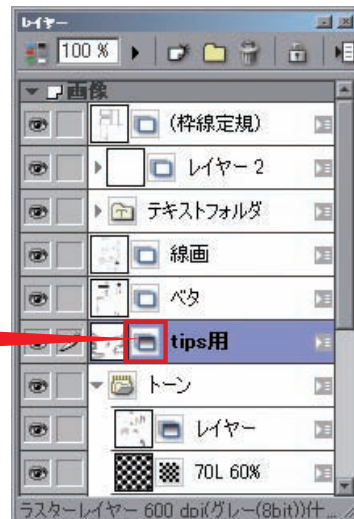 レイヤー
100 %
画像
(枠線定規)
レイヤー 2
テキストフォルダ
線画
ベタ
tips用
トーン
レイヤー
70L 60%
ラスターレイヤー 600 dpi(グレー(8bit))(十...